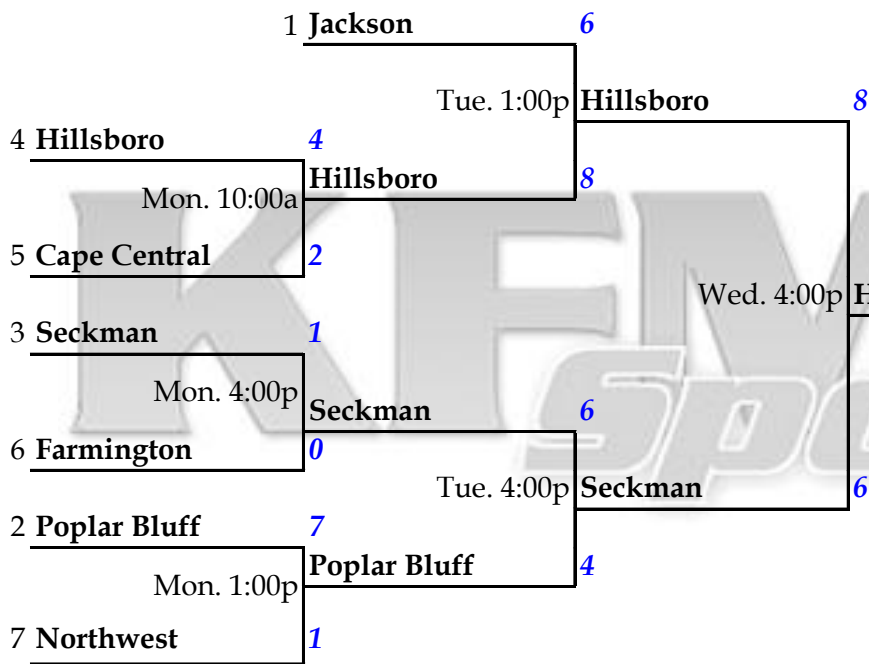 1 Jackson 6
Tue. 1:00p Hillsboro 8
4 Hillsboro 4
Hillsboro 8
Mon. 10:00a
5 Cape Central 2
Wed. 4:00p H
3 Seckman 1
Mon. 4:00p
Seckman 6
6 Farmington 0
Tue. 4:00p Seckman 6
2 Poplar Bluff 7
Poplar Bluff 4
Mon. 1:00p
7 Northwest 1
KFM
Spo